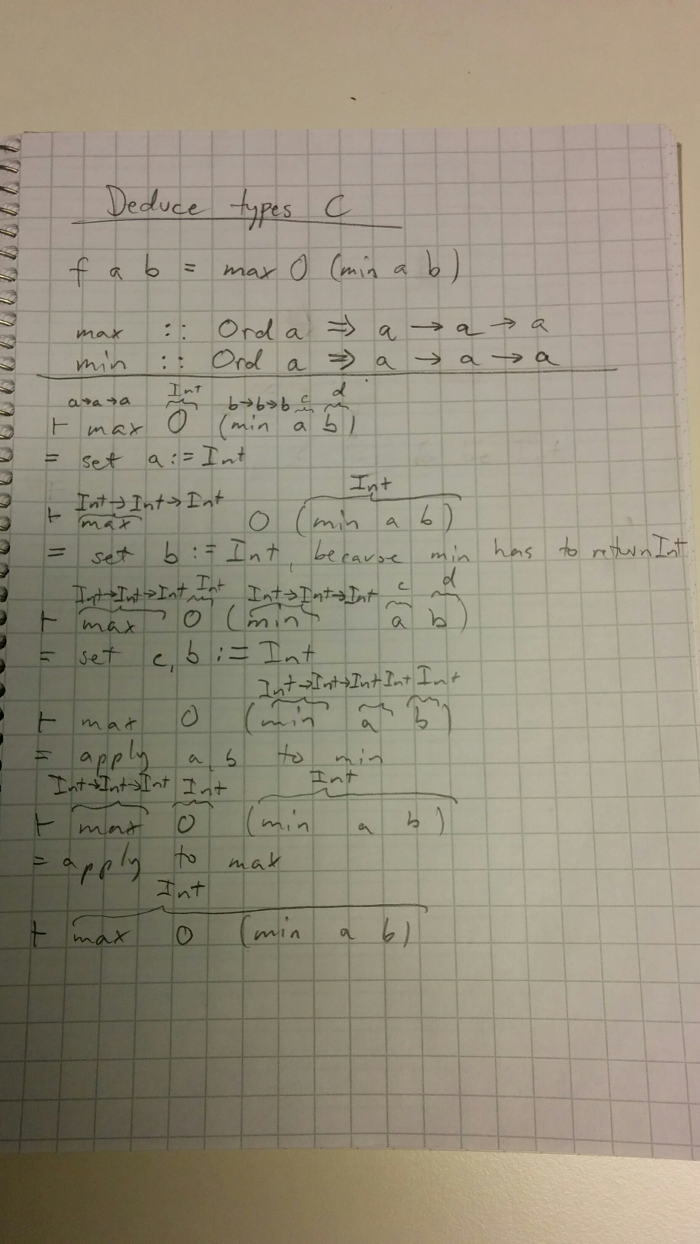 Deduce types C
f a b = max 0 (min a b)
max :: Ord a => a → a → a
min :: Ord a => a → a → a
a→a→a Int b→b→b c d
⊢ max 0 (min a b)
= set a := Int
Int→Int→Int Int
⊢ max 0 (min a b)
= set b := Int, because min has to return Int
Int→Int→Int Int Int→Int→Int c d
⊢ max 0 (min a b)
= set c, b := Int
Int→Int→Int Int Int
⊢ max 0 (min a b)
= apply a, b to min
Int→Int→Int Int Int
⊢ max 0 (min a b)
= apply to max
Int
⊢ max 0 (min a b)